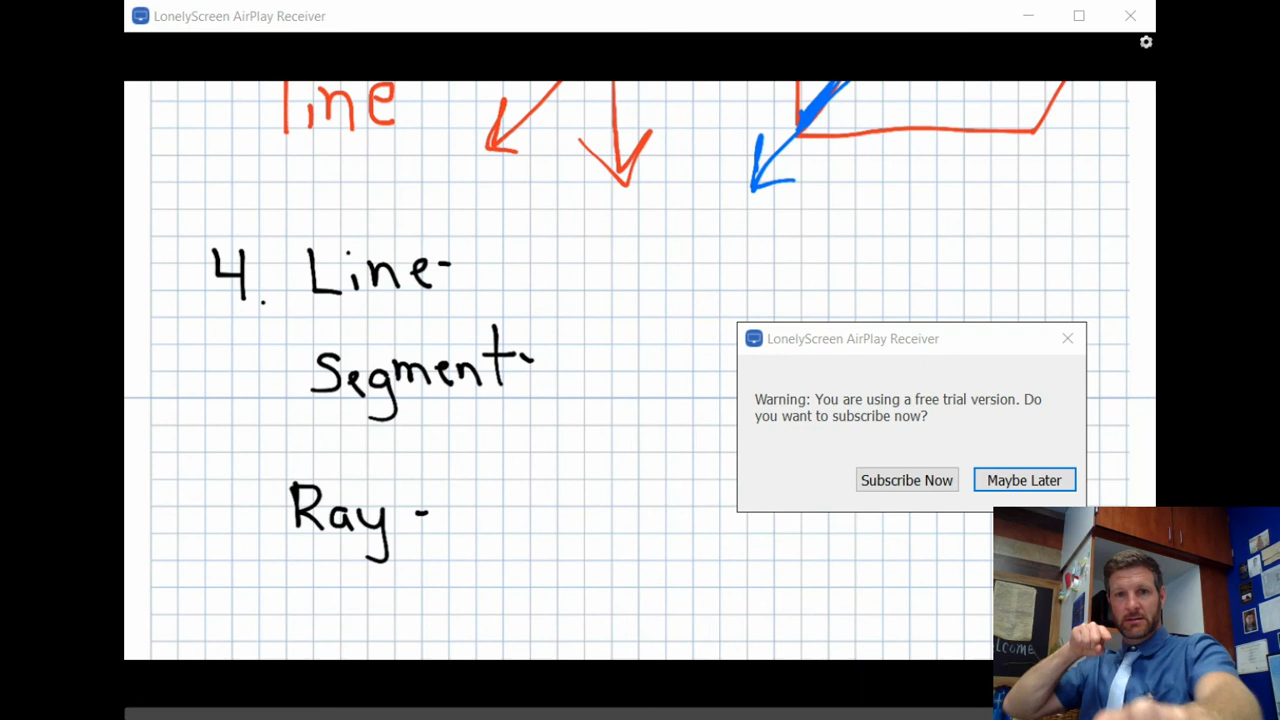 LonelyScreen AirPlay Receiver
line
4. Line-
Segment-
Ray -
LonelyScreen AirPlay Receiver
Warning: You are using a free trial version. Do
you want to subscribe now?
Subscribe Now
Maybe Later
elcome